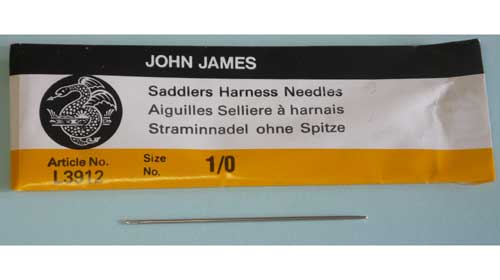 JOHN JAMES
Saddlers Harness Needles
Aiguilles Selliere à harnais
Straminnadel ohne Spitze
Article No. L3912
Size No. 1/0